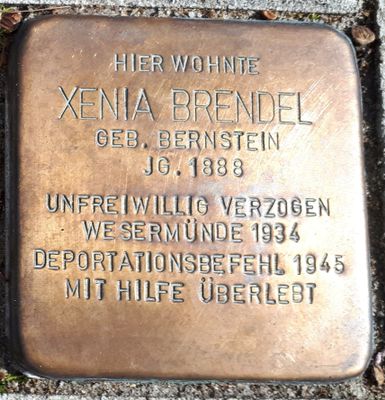 HIER WOHNTE
XENIA BRENDEL
GEB. BERNSTEIN
JG. 1888
UNFREIWILLIG VERZOGEN
WESERMÜNDE 1934
DEPORTATIONSBEFEHL 1945
MIT HILFE ÜBERLEBT